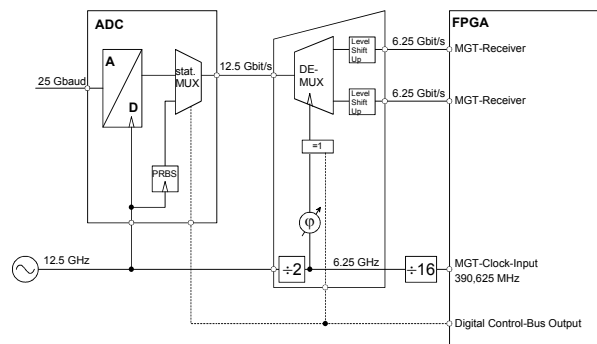 ADC
FPGA
25 Gbaud
A
D
stat.
MUX
PRBS
12.5 Gbit/s
DE-
MUX
Level
Shift
Up
6.25 Gbit/s
MGT-Receiver
Level
Shift
Up
6.25 Gbit/s
MGT-Receiver
=1
φ
12.5 GHz
÷2
6.25 GHz
÷16
MGT-Clock-Input
390,625 MHz
Digital Control-Bus Output